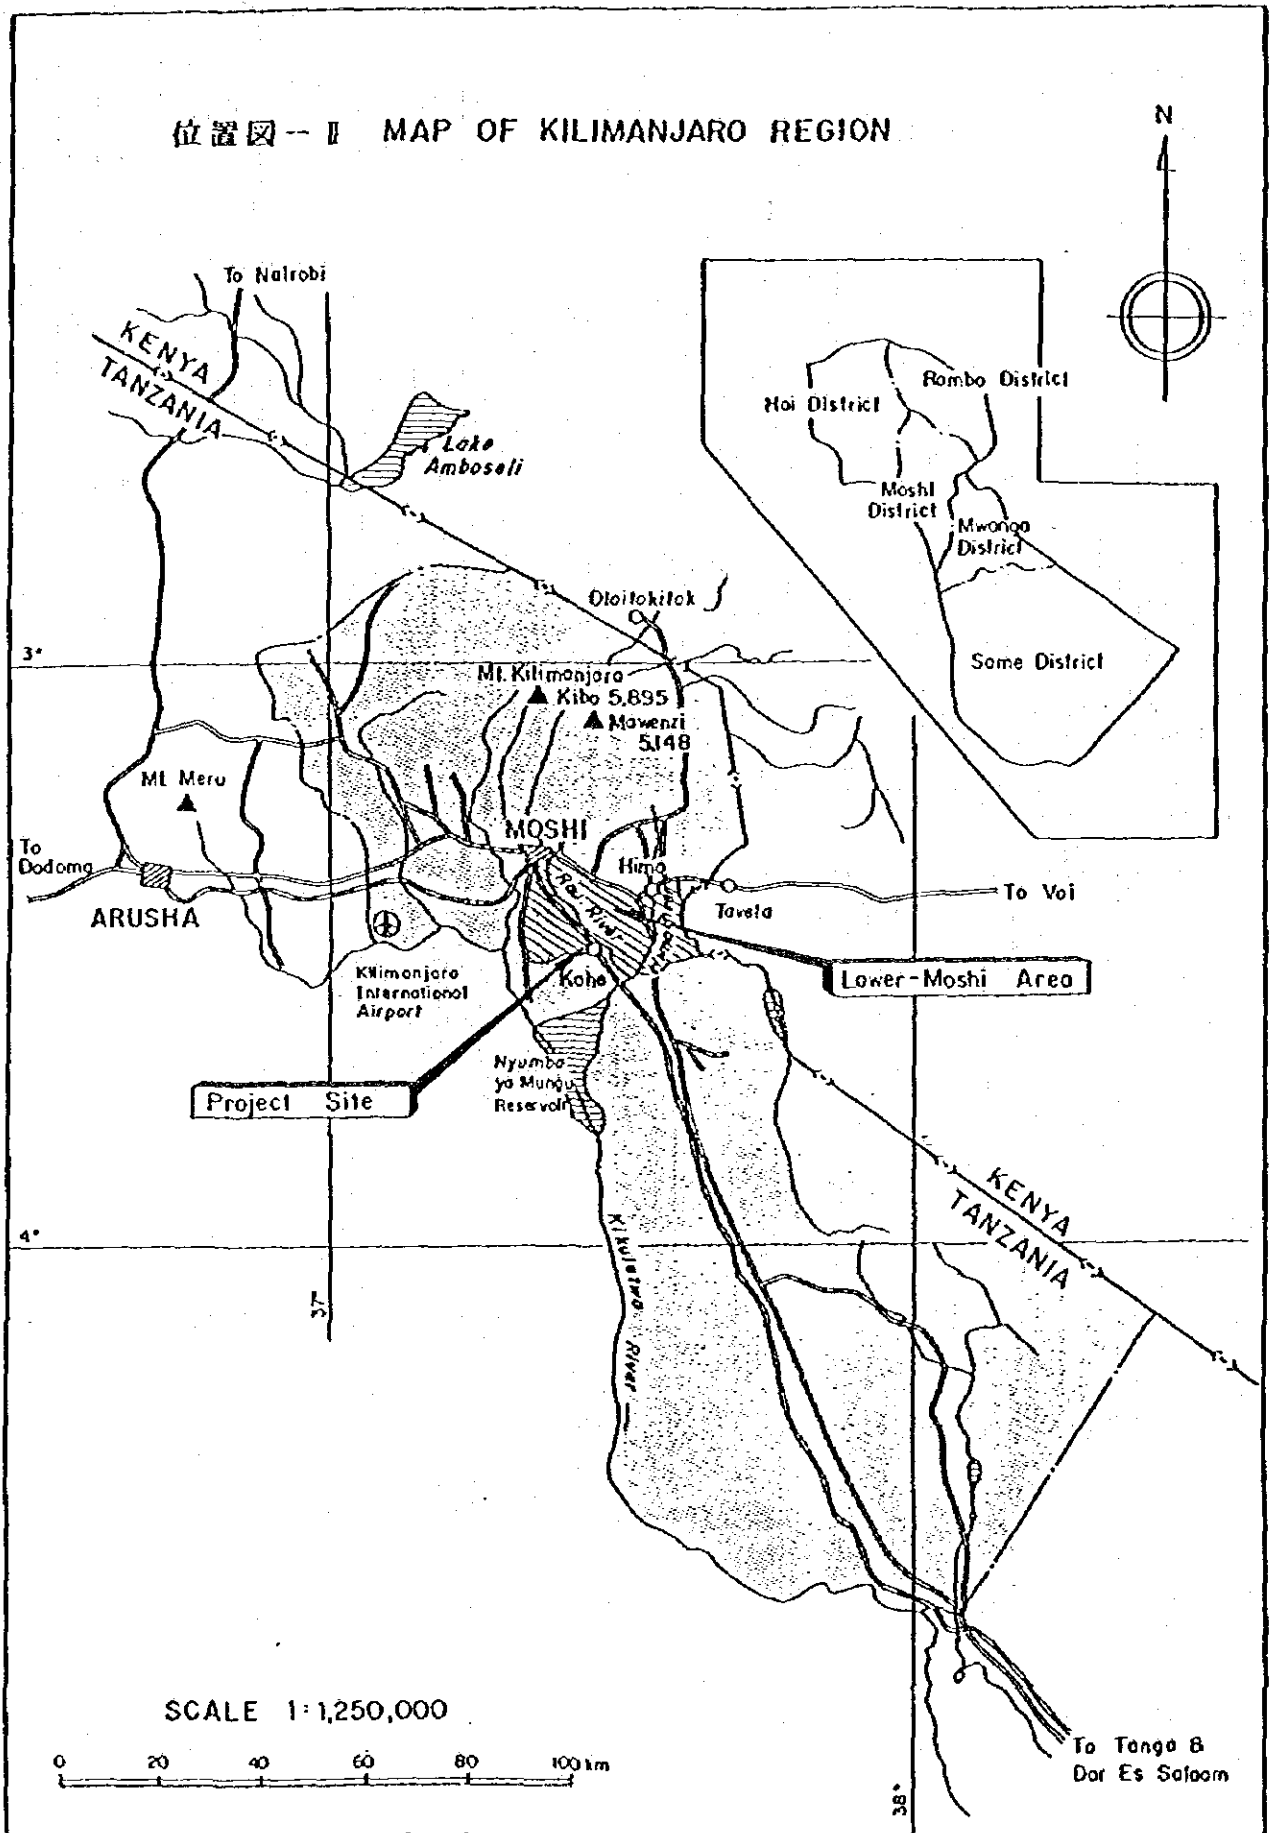 位置図-Ⅱ MAP OF KILIMANJARO REGION
N
To Nairobi
KENYA
TANZANIA
Lake
Amboseli
Rombo District
Hai District
Moshi
District
Mwanga
District
Same District
Oloitokitok
3°
Mt. Kilimanjaro
Kibo 5,895
Mawenzi
5,148
Mt. Meru
MOSHI
To
Dodoma
Himo
Rau River
To Voi
ARUSHA
Taveta
Kilimanjaro
International
Airport
Kahe
Lower-Moshi Area
Nyumba
ya Mungu
Reservoir
Project Site
KENYA
TANZANIA
4°
Kikuletwa River
37°
SCALE 1:1,250,000
0 20 40 60 80 100 km
38°
To Tanga &
Dar Es Salaam